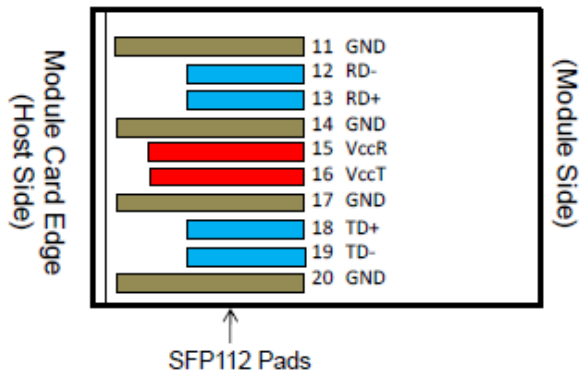 Module Card Edge
(Host Side)
11 GND
12 RD-
13 RD+
14 GND
15 VccR
16 VccT
17 GND
18 TD+
19 TD-
20 GND
(Module Side)
SFP112 Pads